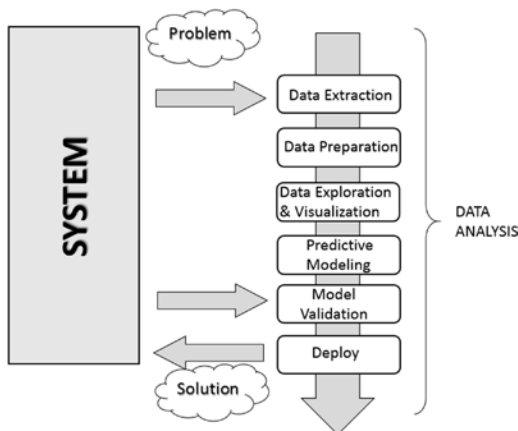 Problem
SYSTEM
Data Extraction
Data Preparation
Data Exploration
& Visualization
Predictive
Modeling
Model
Validation
Deploy
Solution
DATA
ANALYSIS